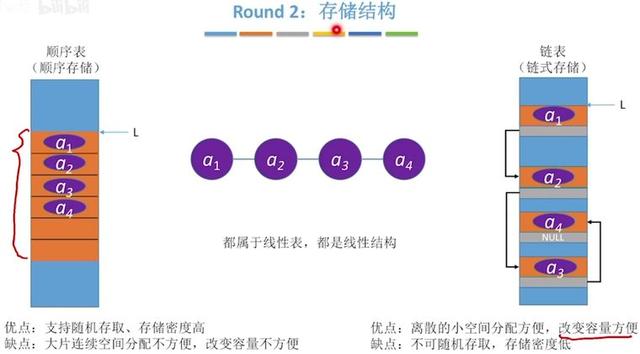 bilibili
Round 2：存储结构
顺序表
（顺序存储）
L
a1
a2
a3
a4
a1 a2 a3 a4
都属于线性表，都是线性结构
链表
（链式存储）
L
a1
a2
a4
NULL
a3
优点：支持随机存取、存储密度高
缺点：大片连续空间分配不方便，改变容量不方便
优点：离散的小空间分配方便，改变容量方便
缺点：不可随机存取，存储密度低